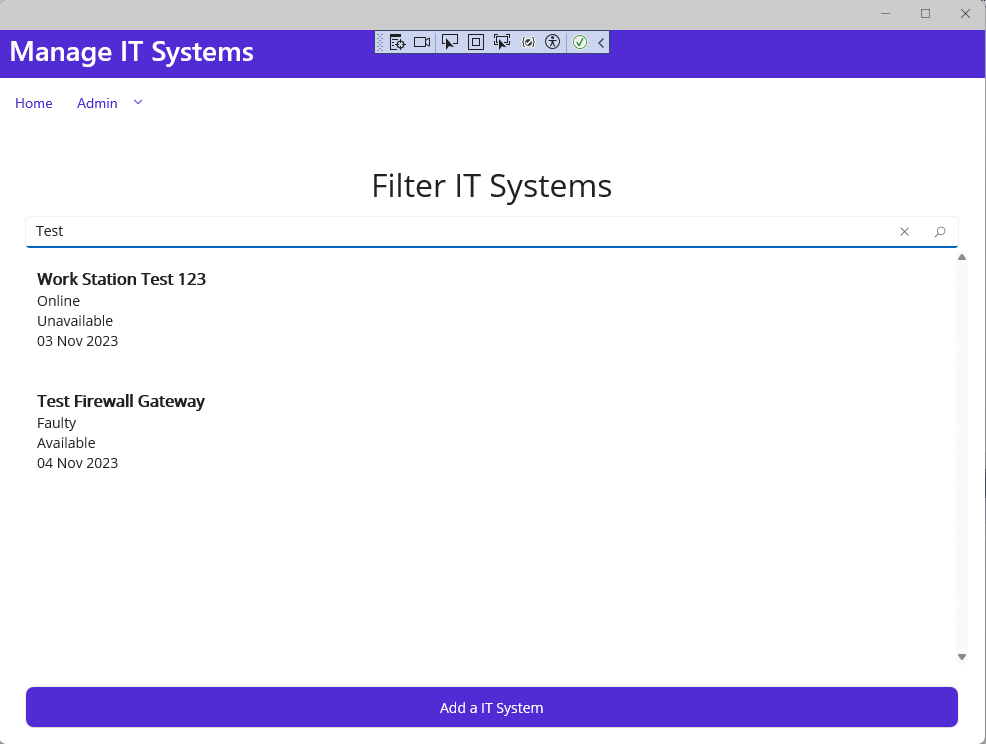 Manage IT Systems
Home Admin
Filter IT Systems
Test
Work Station Test 123
Online
Unavailable
03 Nov 2023
Test Firewall Gateway
Faulty
Available
04 Nov 2023
Add a IT System